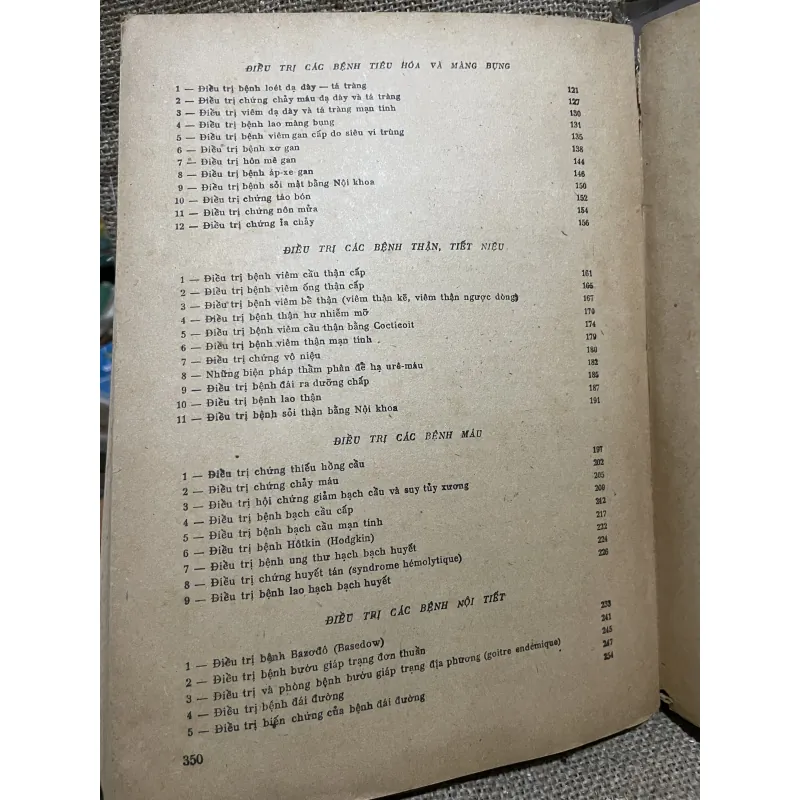 ĐIỀU TRỊ CÁC BỆNH TIÊU HÓA VÀ MÀNG BỤNG
1 — Điều trị bệnh loét dạ dày — tá tràng 121
2 — Điều trị chứng chảy máu dạ dày và tá tràng 127
3 — Điều trị viêm dạ dày và tá tràng mạn tính 130
4 — Điều trị bệnh lao màng bụng 131
5 — Điều trị bệnh viêm gan cấp do siêu vi trùng 135
6 — Điều trị bệnh xơ gan 138
7 — Điều trị hôn mê gan 144
8 — Điều trị bệnh áp-xe gan 146
9 — Điều trị bệnh sỏi mật bằng Nội khoa 150
10 — Điều trị chứng táo bón 152
11 — Điều trị chứng nôn mửa 154
12 — Điều trị chứng ỉa chảy 156
ĐIỀU TRỊ CÁC BỆNH THẬN, TIẾT NIỆU
1 — Điều trị bệnh viêm cầu thận cấp 161
2 — Điều trị bệnh viêm ống thận cấp 165
3 — Điều trị bệnh viêm bể thận (viêm thận kẽ, viêm thận ngược dòng) 167
4 — Điều trị bệnh thận hư nhiễm mỡ 170
5 — Điều trị bệnh viêm cầu thận bằng Cocticoit 174
6 — Điều trị bệnh viêm thận mạn tính 179
7 — Điều trị chứng vô niệu 180
8 — Những biện pháp thẩm phân để hạ urê-máu 182
9 — Điều trị bệnh đái ra dưỡng chấp 185
10 — Điều trị bệnh lao thận 187
11 — Điều trị bệnh sỏi thận bằng Nội khoa 191
ĐIỀU TRỊ CÁC BỆNH MÁU
1 — Điều trị chứng thiếu hồng cầu 197
2 — Điều trị chứng chảy máu 202
3 — Điều trị hội chứng giảm bạch cầu và suy tủy xương 205
4 — Điều trị bệnh bạch cầu cấp 209
5 — Điều trị bệnh bạch cầu mạn tính 212
6 — Điều trị bệnh Hốtkin (Hodgkin) 217
7 — Điều trị bệnh ung thư hạch bạch huyết 222
8 — Điều trị chứng huyết tán (syndrome hémolytique) 224
9 — Điều trị bệnh lao hạch bạch huyết 226
ĐIỀU TRỊ CÁC BỆNH NỘI TIẾT
1 — Điều trị bệnh Bazơđô (Basedow) 233
2 — Điều trị bệnh bướu giáp trạng đơn thuần 241
3 — Điều trị và phòng bệnh bướu giáp trạng địa phương (goitre endémique) 245
4 — Điều trị bệnh đái đường 247
5 — Điều trị biến chứng của bệnh đái đường 254
350